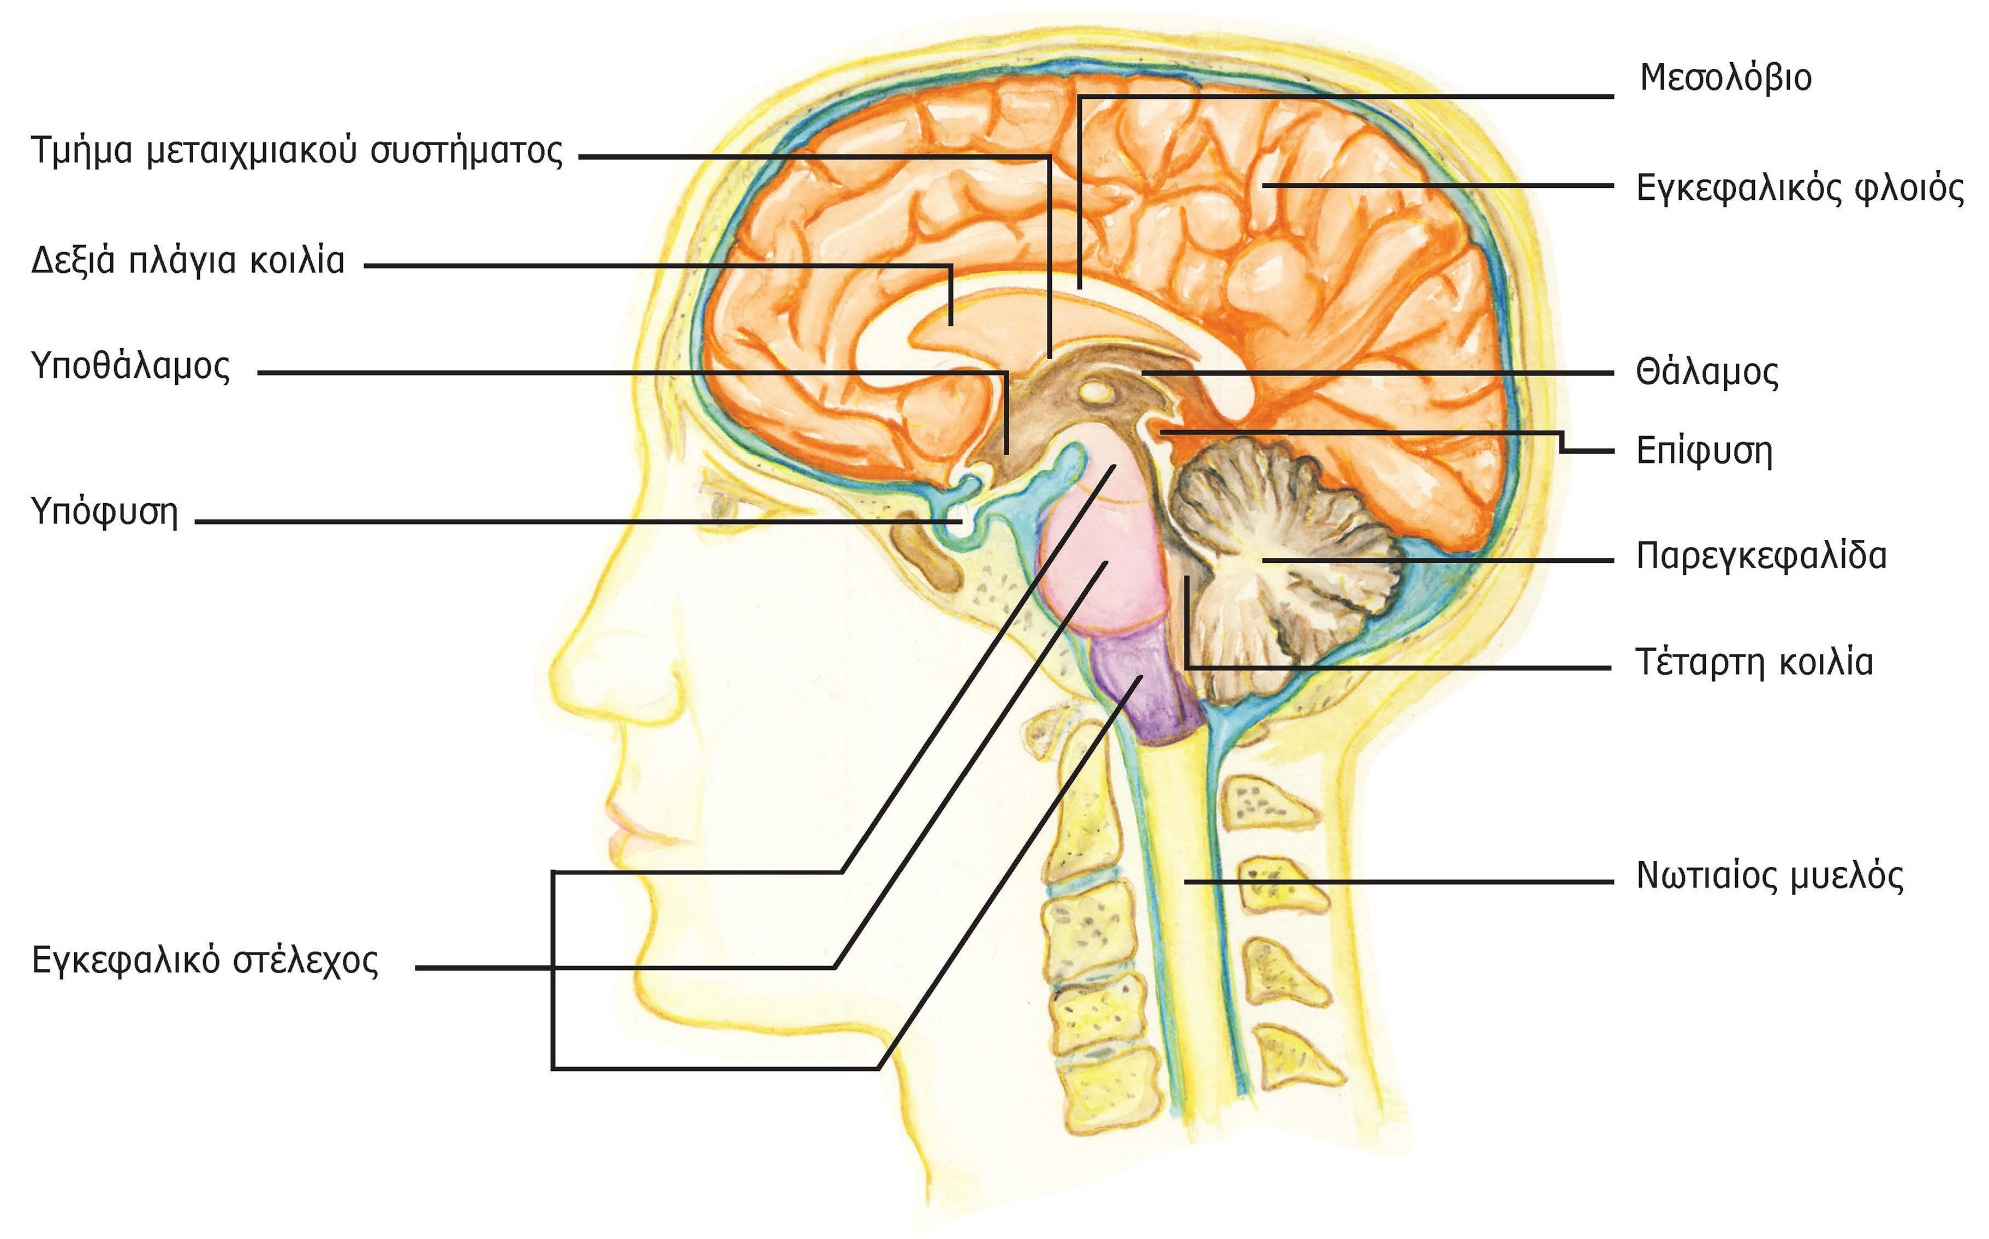 Τμήμα μεταιχμιακού συστήματος
Δεξιά πλάγια κοιλία
Υποθάλαμος
Υπόφυση
Εγκεφαλικό στέλεχος
Μεσολόβιο
Εγκεφαλικός φλοιός
Θάλαμος
Επίφυση
Παρεγκεφαλίδα
Τέταρτη κοιλία
Νωτιαίος μυελός